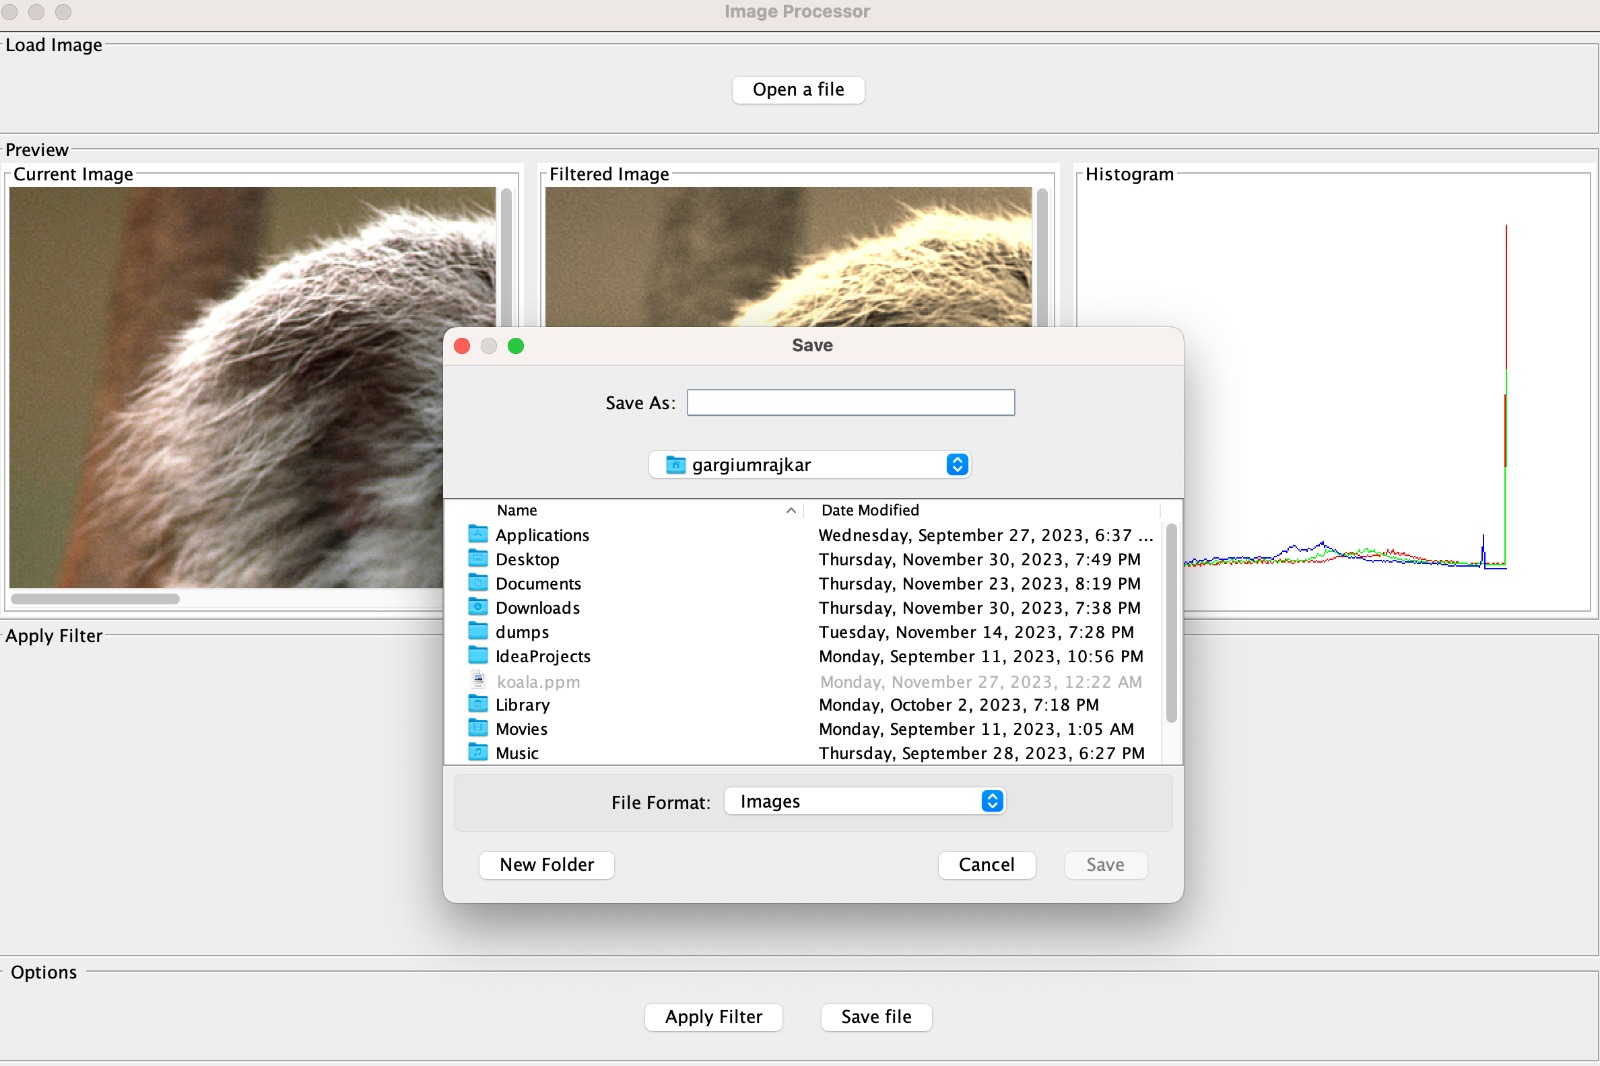 Image Processor
Load Image
Open a file
Preview
Current Image
Filtered Image
Histogram
Save
Save As:
gargiumrajkar
Name Date Modified
Applications Wednesday, September 27, 2023, 6:37 ...
Desktop Thursday, November 30, 2023, 7:49 PM
Documents Thursday, November 23, 2023, 8:19 PM
Downloads Thursday, November 30, 2023, 7:38 PM
dumps Tuesday, November 14, 2023, 7:28 PM
IdeaProjects Monday, September 11, 2023, 10:56 PM
koala.ppm Monday, November 27, 2023, 12:22 AM
Library Monday, October 2, 2023, 7:18 PM
Movies Monday, September 11, 2023, 1:05 AM
Music Thursday, September 28, 2023, 6:27 PM
File Format: Images
New Folder Cancel Save
Apply Filter
Options
Apply Filter Save file